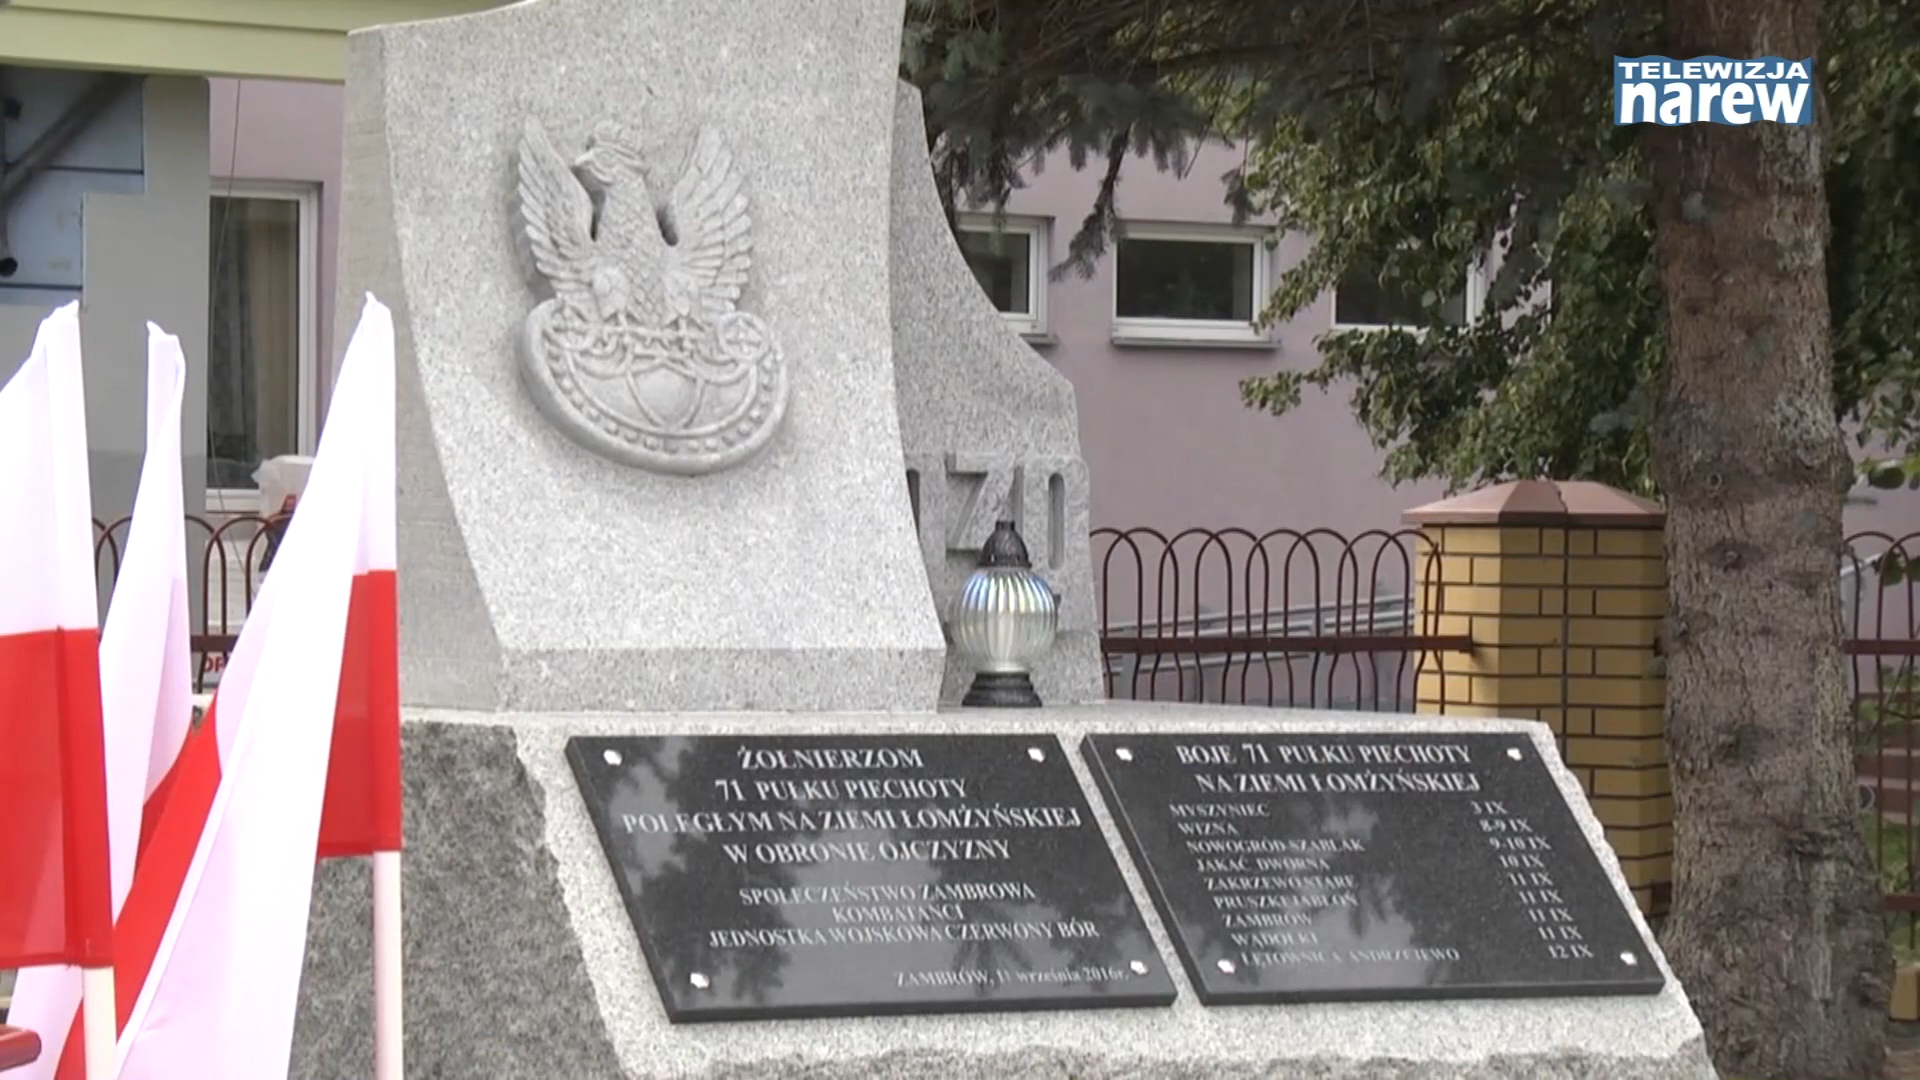 TELEWIZJA
narew
ŻOŁNIERZOM
71 PUŁKU PIECHOTY
POLEGŁYM NA ZIEMI ŁOMŻYŃSKIEJ
W OBRONIE OJCZYZNY
SPOŁECZEŃSTWO ZAMBROWA
KOMBATANCI
JEDNOSTKA WOJSKOWA CZERWONY BÓR
ZAMBRÓW, 11 września 2016r.
BOJE 71 PUŁKU PIECHOTY
NA ZIEMI ŁOMŻYŃSKIEJ
MYSZYNIEC 3 IX
WIZNA 8-9 IX
NOWOGRÓD-SZABLAK 9-10 IX
JAKAĆ DWORNA 10 IX
ZAKRZEWO STARE 11 IX
PRUSZKI JABŁOŃ 11 IX
ZAMBRÓW 11 IX
WĄDOŁKI 11 IX
ŁĘTOWNICA ANDRZEJEWO 12 IX